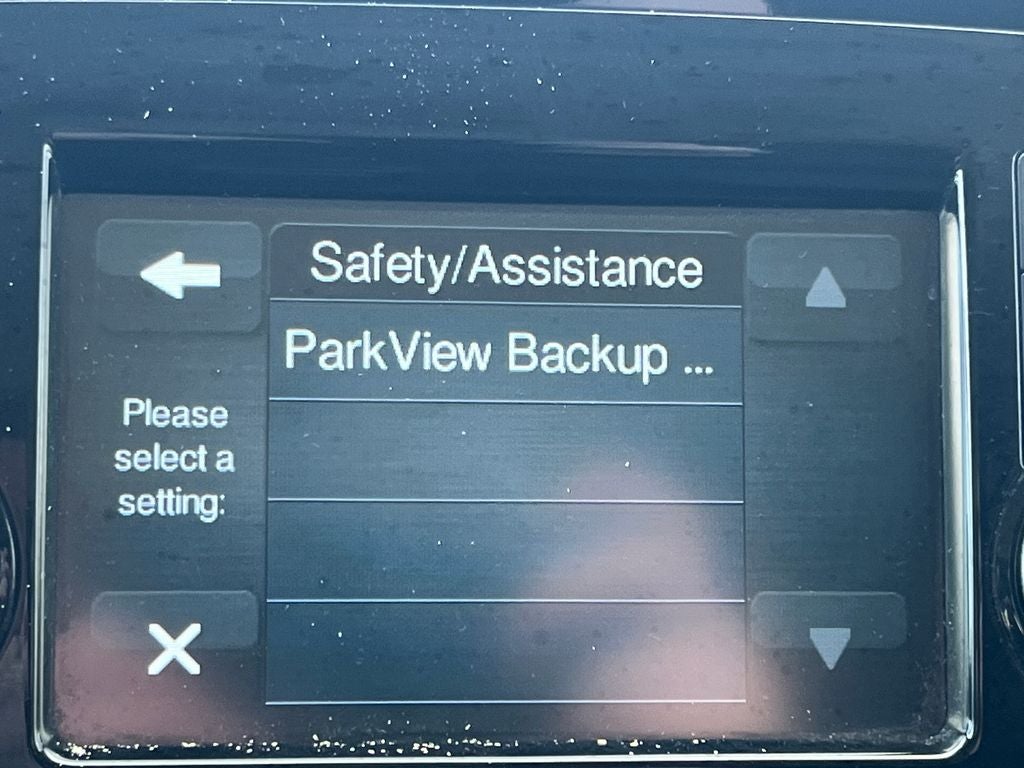 Safety/Assistance
ParkView Backup ...
Please
select a
setting: